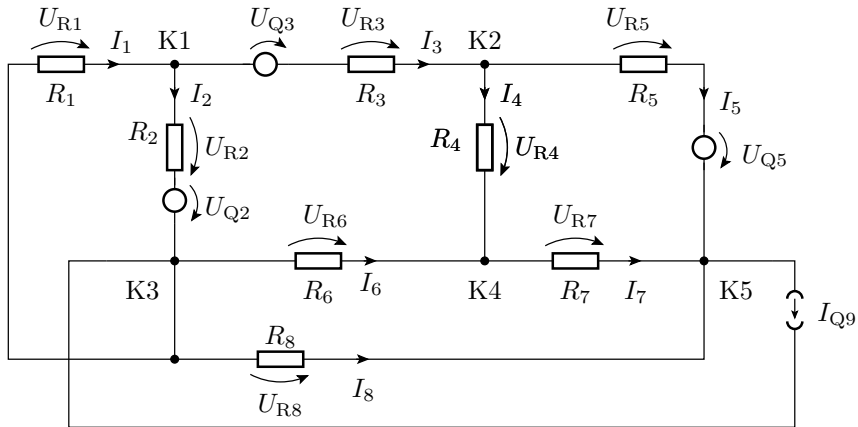 U_R1 I_1 K1 U_Q3 U_R3 I_3 K2 U_R5
R_1 I_2 R_3 I_4 R_5 I_5
R_2 U_R2 R_4 U_R4 U_Q5
U_Q2 U_R6 U_R7
K3 R_6 I_6 K4 R_7 I_7 K5 I_Q9
R_8
U_R8 I_8